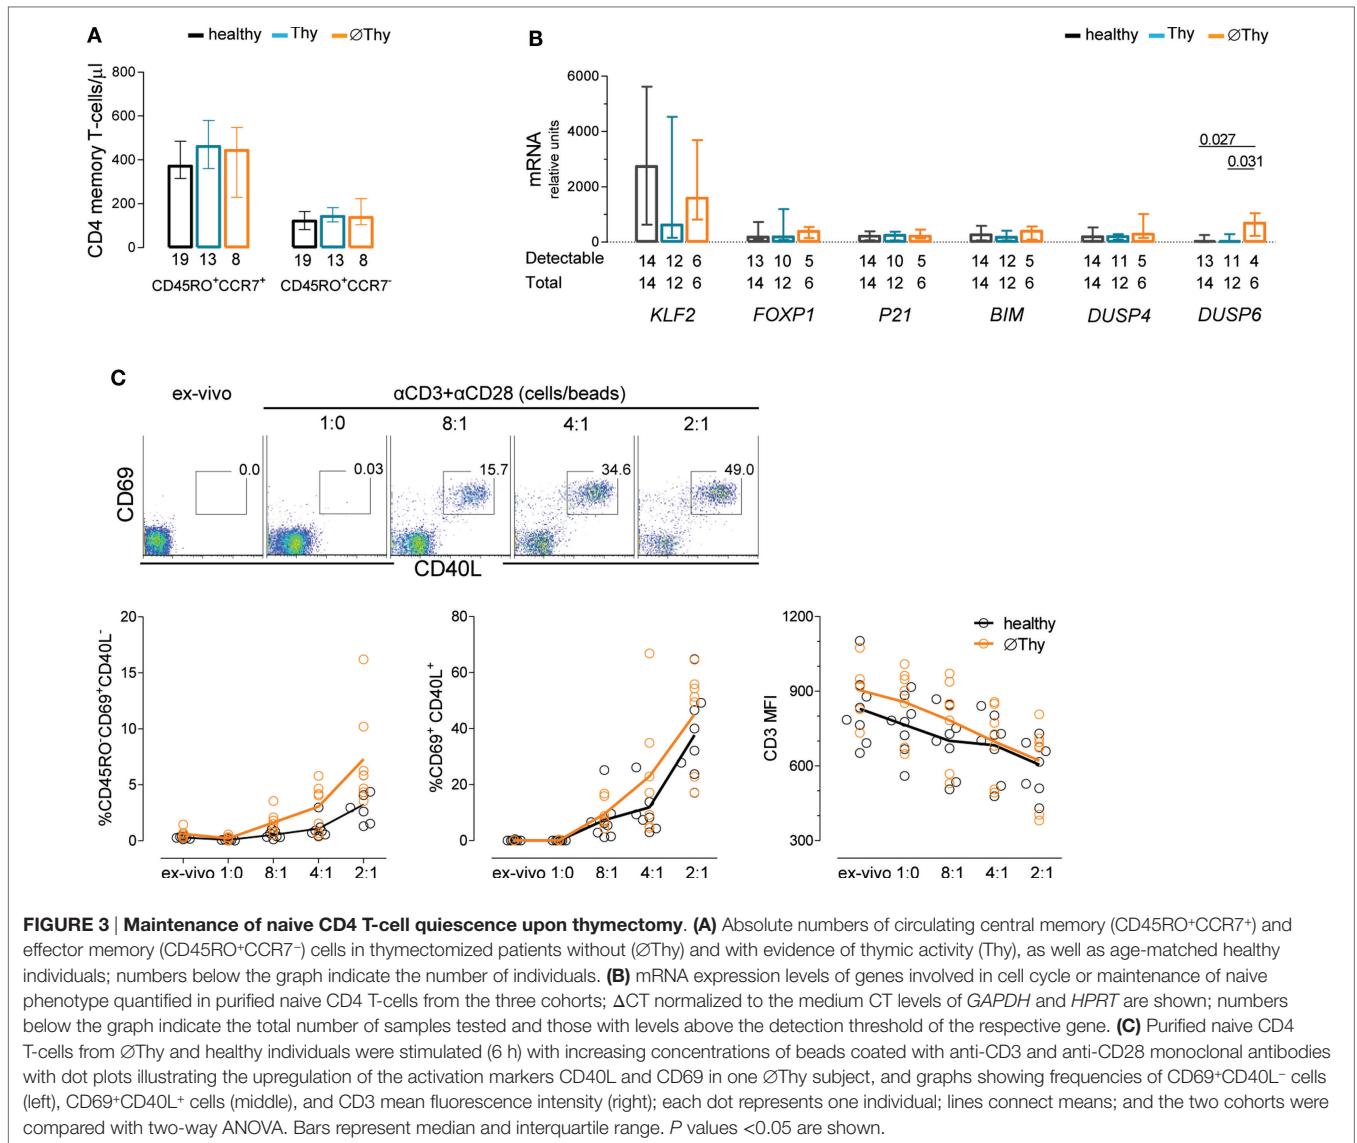 A
healthy Thy ∅Thy
CD4 memory T-cells/µl
800
600
400
200
0
19 13 8 19 13 8
CD45RO⁺CCR7⁺ CD45RO⁺CCR7⁻
B
healthy Thy ∅Thy
mRNA
relative units
6000
4000
2000
0
0.027
0.031
Detectable 14 12 6 13 10 5 14 10 5 14 12 5 14 11 5 13 11 4
Total 14 12 6 14 12 6 14 12 6 14 12 6 14 12 6 14 12 6
KLF2 FOXP1 P21 BIM DUSP4 DUSP6
C
ex-vivo αCD3+αCD28 (cells/beads)
1:0 8:1 4:1 2:1
CD69
0.0 0.03 15.7 34.6 49.0
CD40L
%CD45RO⁻CD69⁺CD40L⁻
20
15
10
5
0
ex-vivo 1:0 8:1 4:1 2:1
%CD69⁺ CD40L⁺
80
60
40
20
0
ex-vivo 1:0 8:1 4:1 2:1
CD3 MFI
1200
900
600
300
healthy
∅Thy
ex-vivo 1:0 8:1 4:1 2:1
FIGURE 3 | Maintenance of naive CD4 T-cell quiescence upon thymectomy. (A) Absolute numbers of circulating central memory (CD45RO⁺CCR7⁺) and
effector memory (CD45RO⁺CCR7⁻) cells in thymectomized patients without (∅Thy) and with evidence of thymic activity (Thy), as well as age-matched healthy
individuals; numbers below the graph indicate the number of individuals. (B) mRNA expression levels of genes involved in cell cycle or maintenance of naive
phenotype quantified in purified naive CD4 T-cells from the three cohorts; ΔCT normalized to the medium CT levels of GAPDH and HPRT are shown; numbers
below the graph indicate the total number of samples tested and those with levels above the detection threshold of the respective gene. (C) Purified naive CD4
T-cells from ∅Thy and healthy individuals were stimulated (6 h) with increasing concentrations of beads coated with anti-CD3 and anti-CD28 monoclonal antibodies
with dot plots illustrating the upregulation of the activation markers CD40L and CD69 in one ∅Thy subject, and graphs showing frequencies of CD69⁺CD40L⁻ cells
(left), CD69⁺CD40L⁺ cells (middle), and CD3 mean fluorescence intensity (right); each dot represents one individual; lines connect means; and the two cohorts were
compared with two-way ANOVA. Bars represent median and interquartile range. P values <0.05 are shown.